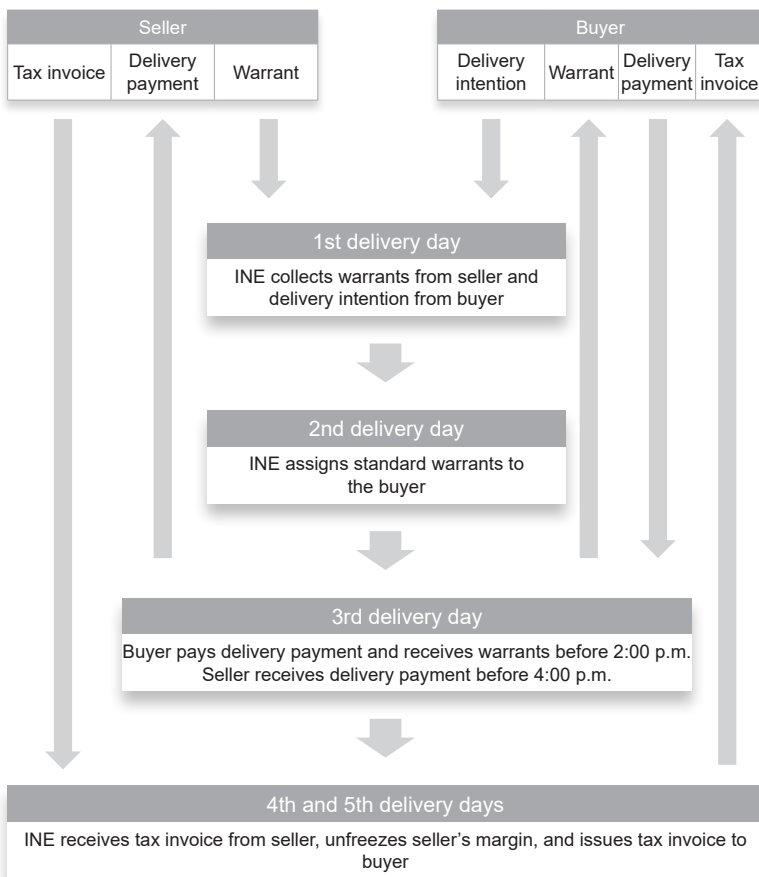 Seller
Tax invoice
Delivery
payment
Warrant
Buyer
Delivery
intention
Warrant
Delivery
payment
Tax
invoice
1st delivery day
INE collects warrants from seller and
delivery intention from buyer
2nd delivery day
INE assigns standard warrants to
the buyer
3rd delivery day
Buyer pays delivery payment and receives warrants before 2:00 p.m.
Seller receives delivery payment before 4:00 p.m.
4th and 5th delivery days
INE receives tax invoice from seller, unfreezes seller’s margin, and issues tax invoice to
buyer